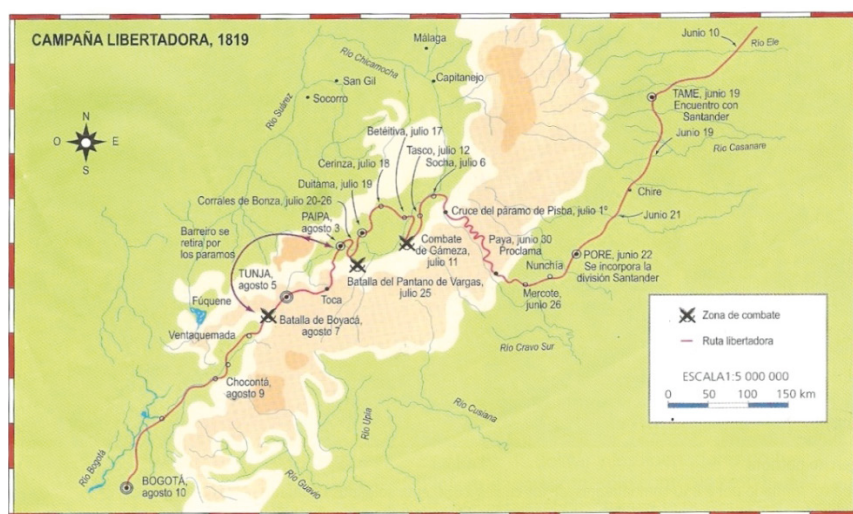 CAMPAÑA LIBERTADORA, 1819
N
O
E
S
Málaga
Río Chicamocha
San Gil
Capitanejo
Socorro
Río Suárez
Junio 10
Río Ele
TAME, junio 19
Encuentro con
Santander
Junio 19
Río Casanare
Betéitiva, julio 17
Tasco, julio 12
Cerinza, julio 18
Socha, julio 6
Duitama, julio 19
Corrales de Bonza, julio 20-26
Cruce del páramo de Pisba, julio 1º
Chire
Junio 21
PAIPA,
agosto 3
Barreiro se
retira por
los paramos
Combate
de Gámeza,
julio 11
Paya, junio 30
Proclama
PORE, junio 22
Se incorpora la
división Santander
Nunchía
TUNJA,
agosto 5
Batalla del Pantano de Vargas,
julio 25
Toca
Mercote,
junio 26
Fúquene
Batalla de Boyacá,
agosto 7
Ventaquemada
Río Cravo Sur
Zona de combate
Ruta libertadora
ESCALA 1:5 000 000
0 50 100 150 km
Chocontá,
agosto 9
Río Cusiana
Río Upía
Río Guavio
Río Bogotá
BOGOTÁ,
agosto 10